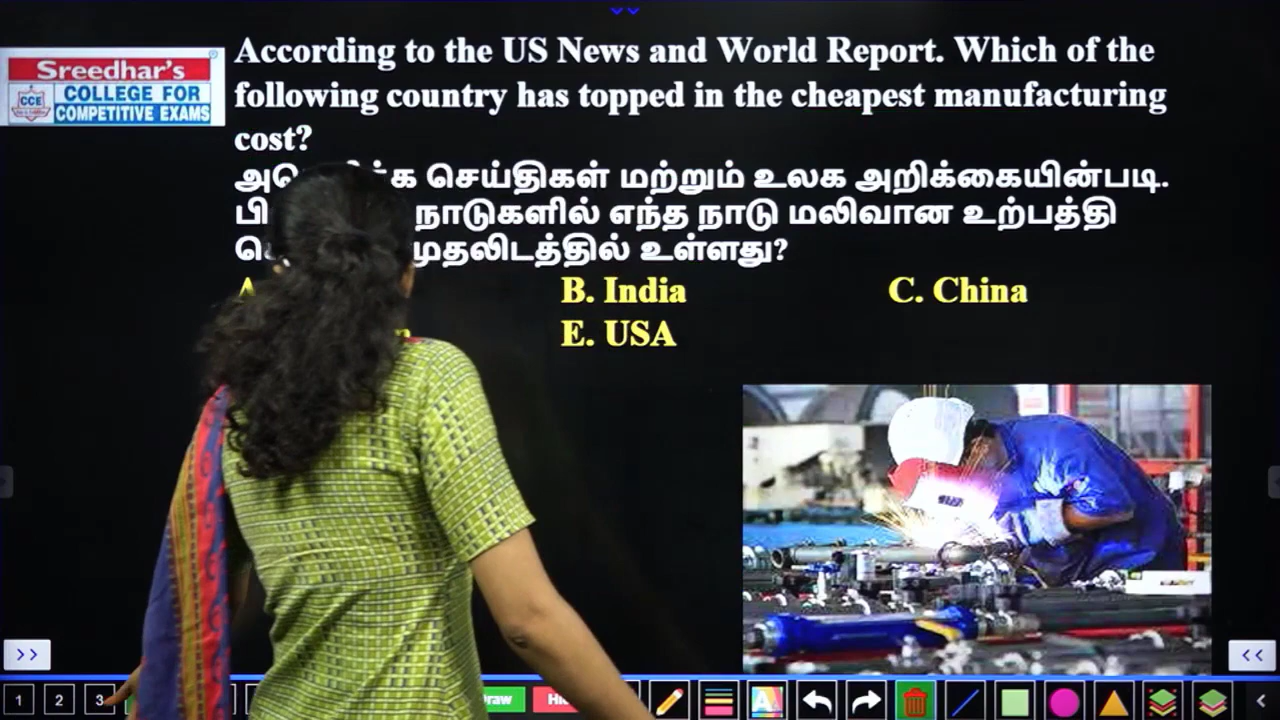 According to the US News and World Report. Which of the
Sreedhar's
following country has topped in the cheapest manufacturing
CCE
COLLEGE FOR
COMPETITIVE EXAMS
cost?
செய்திகள் மற்றும் உலக அறிக்கையின்படி.
நாடுகளில் எந்த நாடு மலிவான உற்பத்தி
முதலிடத்தில் உள்ளது?
B. India
C. China
E. USA
>>
<<
1
2
3